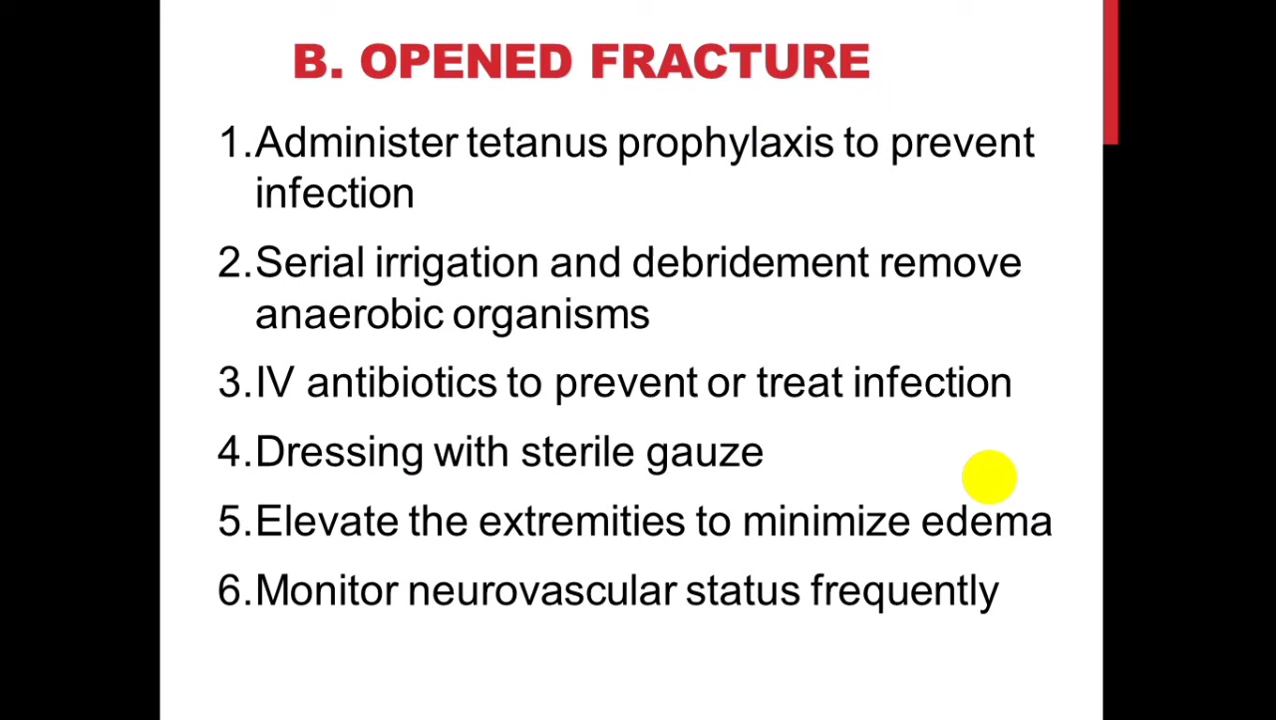 B. OPENED FRACTURE
1. Administer tetanus prophylaxis to prevent
infection
2. Serial irrigation and debridement remove
anaerobic organisms
3. IV antibiotics to prevent or treat infection
4. Dressing with sterile gauze
5. Elevate the extremities to minimize edema
6. Monitor neurovascular status frequently